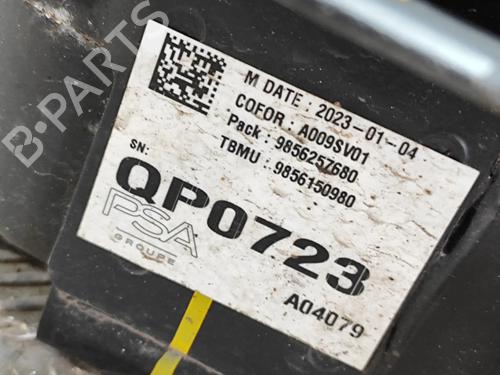 B-PARTS
M DATE : 2023-01-04
COFOR : A009SV01
Pack : 9856257680
TBMU : 9856150980
SN:
QP0723
PSA
GROUPE
A04079